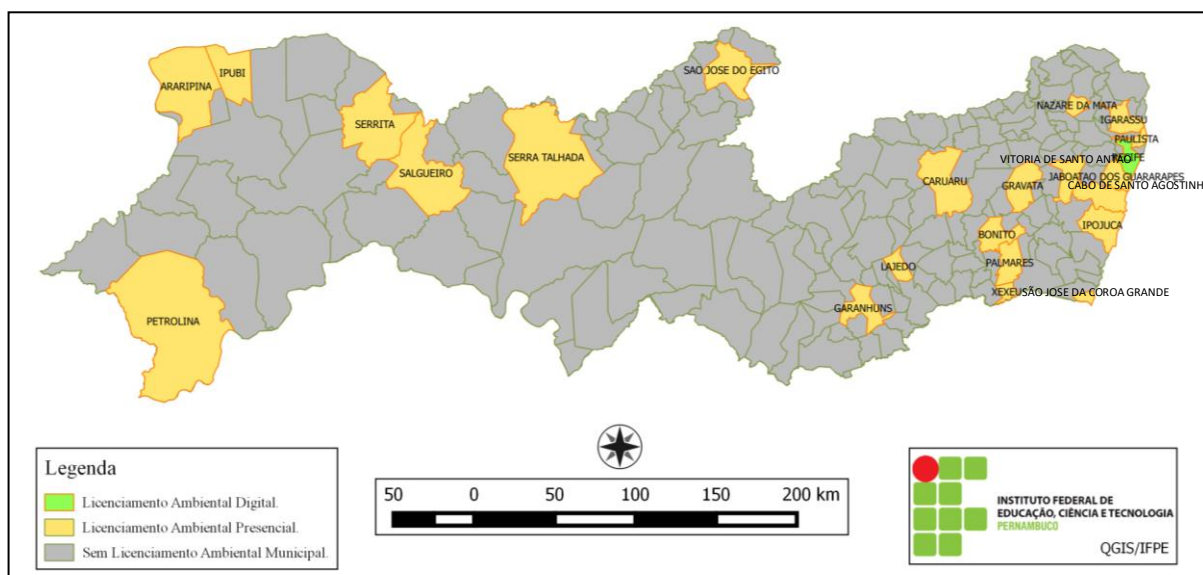 SAO JOSE DO EGITO
IPUBI
ARARIPINA
NAZARE DA MATA
IGARASSU
SERRITA
PAULISTA
SERRA TALHADA
VITORIA DE SANTO ANTAO
SALGUEIRO
JABOATAO DOS GUARARAPES
CARUARU
GRAVATA
CABO DE SANTO AGOSTINH
IPOJUCA
BONITO
PALMARES
LAJEDO
XEXEU
SÃO JOSE DA COROA GRANDE
GARANHUNS
PETROLINA
Legenda
Licenciamento Ambiental Digital.
Licenciamento Ambiental Presencial.
Sem Licenciamento Ambiental Municipal.
50 0 50 100 150 200 km
INSTITUTO FEDERAL DE
EDUCAÇÃO, CIÊNCIA E TECNOLOGIA
PERNAMBUCO
QGIS/IFPE